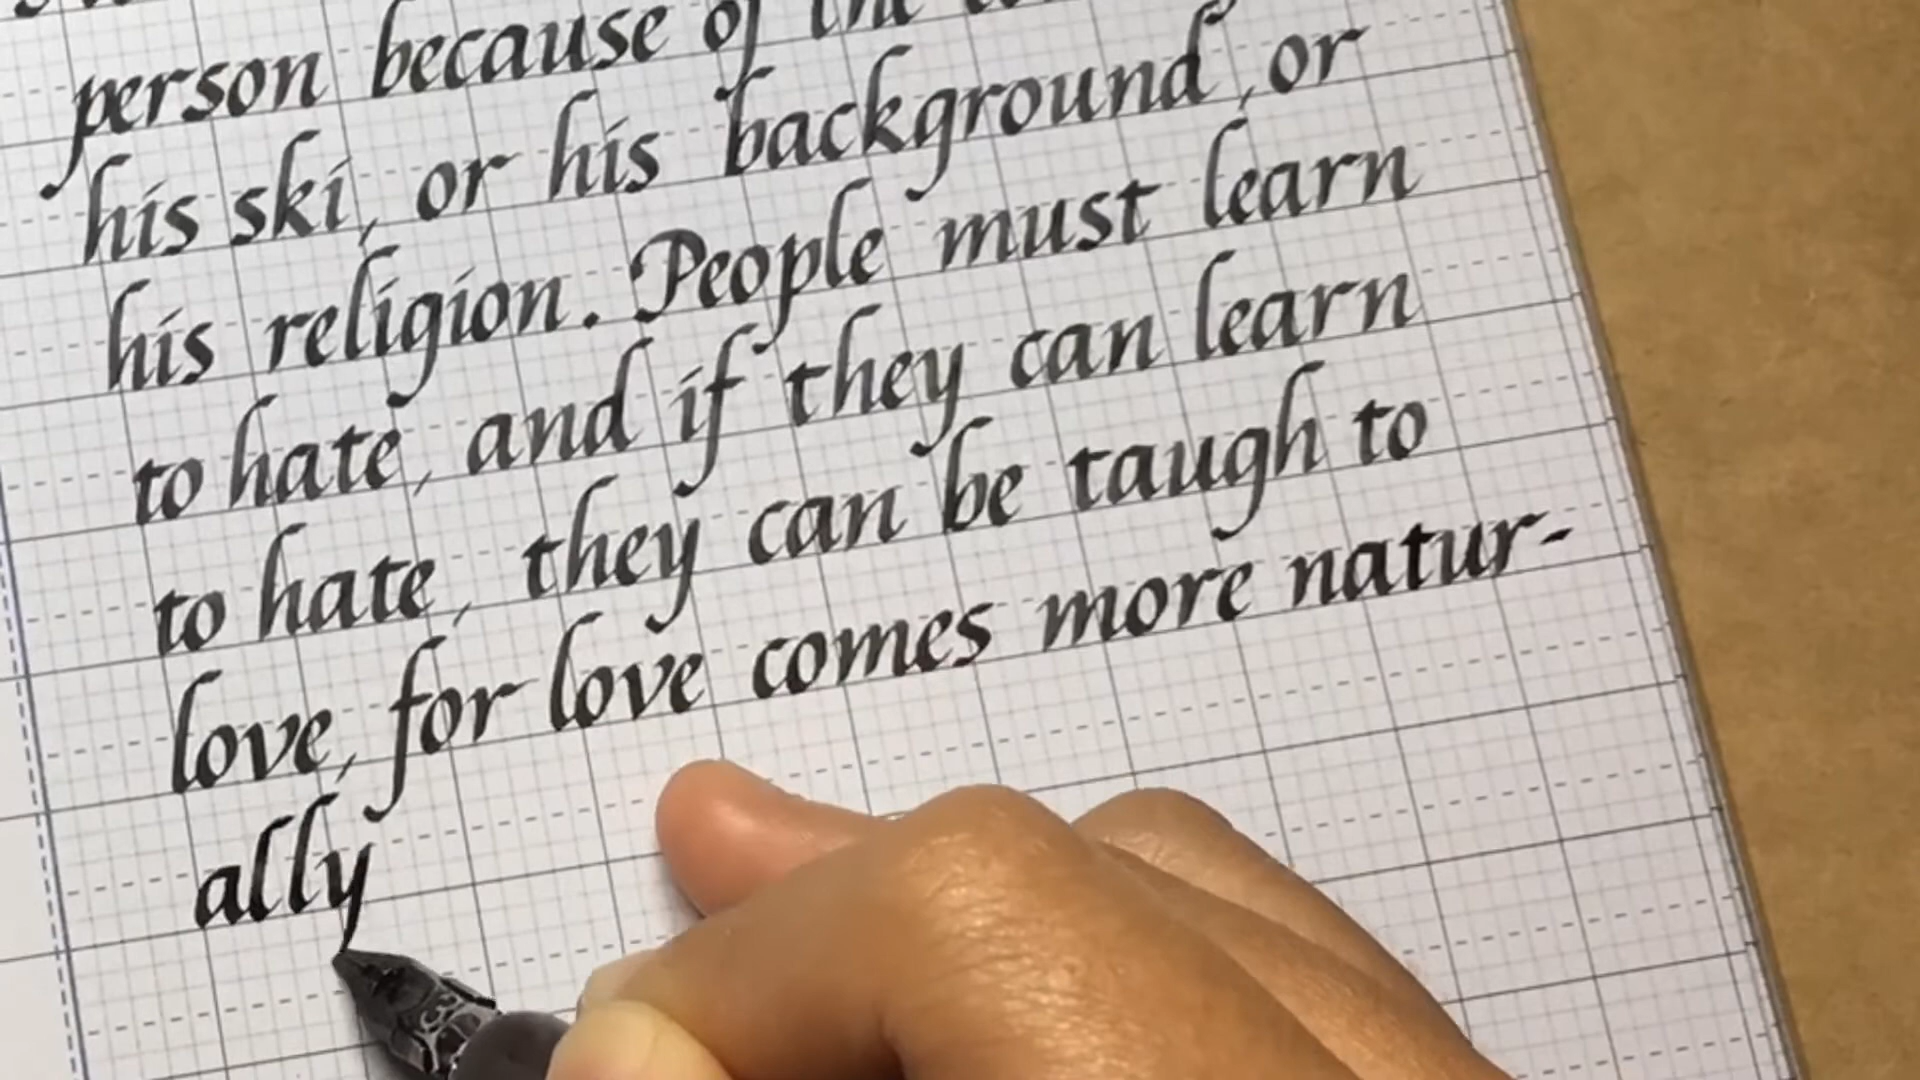 person because of the
his ski, or his background, or
his religion. People must learn
to hate, and if they can learn
to hate, they can be taugh to
love, for love comes more natur-
ally